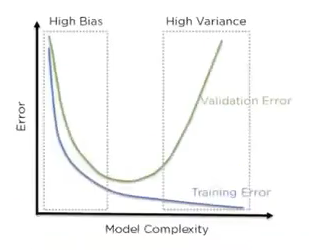 High Bias High Variance
Error
Validation Error
Training Error
Model Complexity